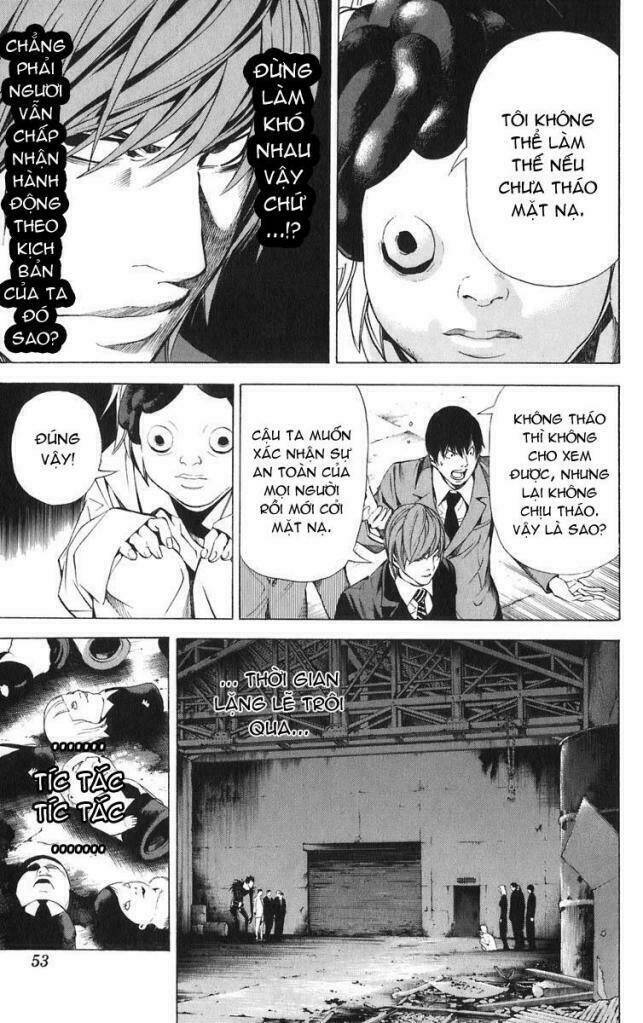 TÔI KHÔNG
THỂ LÀM
THẾ NẾU
CHƯA THÁO
MẶT NẠ.
ĐỪNG
LÀM
KHÓ
NHAU
VẬY
CHỨ
...!?
CHẲNG
PHẢI
NGƯƠI
VẪN
CHẤP
NHẬN
HÀNH
ĐỘNG
THEO
KỊCH
BẢN
CỦA TA
ĐÓ
SAO?
KHÔNG THÁO
THÌ KHÔNG
CHO XEM
ĐƯỢC, NHƯNG
LẠI KHÔNG
CHỊU THÁO.
VẬY LÀ SAO?
CẬU TA MUỐN
XÁC NHẬN SỰ
AN TOÀN CỦA
MỌI NGƯỜI
RỒI MỚI CỞI
MẶT NẠ.
ĐÚNG
VẬY!
... THỜI GIAN
LẶNG LẼ TRÔI
QUA...
.......
TÍC TẮC
TÍC TẮC
.......
53